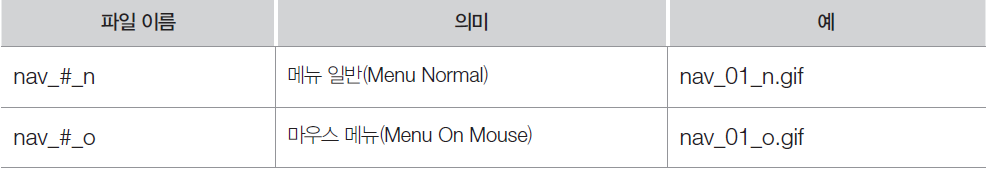 파일 이름 의미 예
nav_#_n 메뉴 일반(Menu Normal) nav_01_n.gif
nav_#_o 마우스 메뉴(Menu On Mouse) nav_01_o.gif